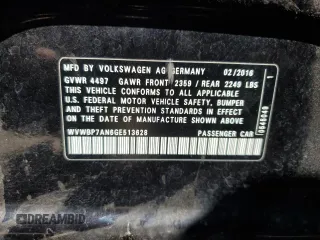 MFD. BY VOLKSWAGEN AG GERMANY 02/2016
GVWR 4497 GAWR FRONT 2359 / REAR 2249 LBS
THIS VEHICLE CONFORMS TO ALL APPLICABLE
U.S. FEDERAL MOTOR VEHICLE SAFETY, BUMPER
AND THEFT PREVENTION STANDARDS IN EFFECT
ON THE DATE OF MANUFACTURE SHOWN ABOVE
WVWBP7AN6GE513628 PASSENGER CAR
DREAMBID